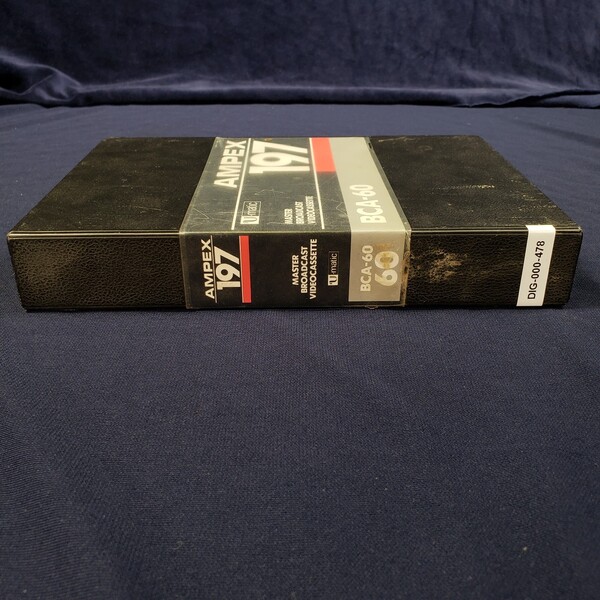 AMPEX
197
U-matic
MASTER
BROADCAST
VIDEOCASSETTE
BCA-60
AMPEX
197
MASTER
BROADCAST
VIDEOCASSETTE
U-matic
BCA-60
60
DIG-000-478